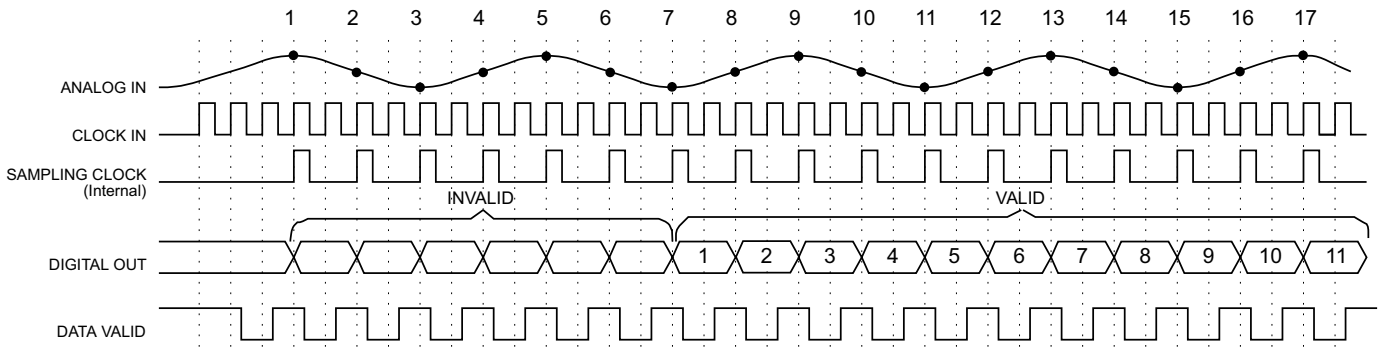 1 2 3 4 5 6 7 8 9 10 11 12 13 14 15 16 17
ANALOG IN
CLOCK IN
SAMPLING CLOCK
(Internal)
INVALID VALID
DIGITAL OUT 1 2 3 4 5 6 7 8 9 10 11
DATA VALID